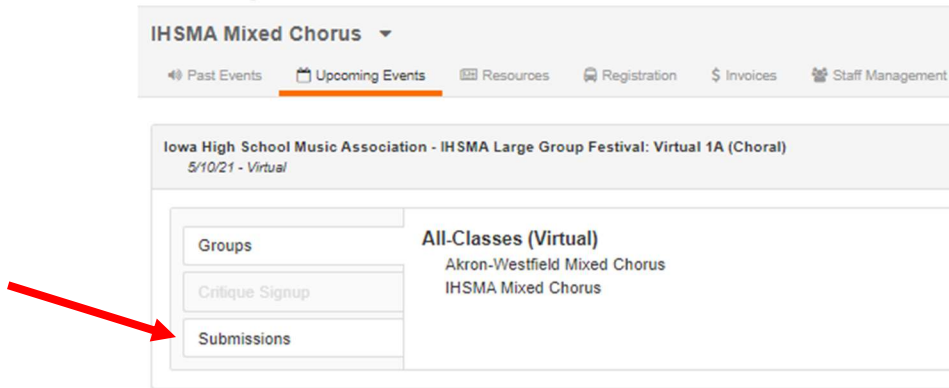 IHSMA Mixed Chorus
Past Events Upcoming Events Resources Registration $ Invoices Staff Management
Iowa High School Music Association - IHSMA Large Group Festival: Virtual 1A (Choral)
5/10/21 - Virtual
Groups
Critique Signup
Submissions
All-Classes (Virtual)
Akron-Westfield Mixed Chorus
IHSMA Mixed Chorus